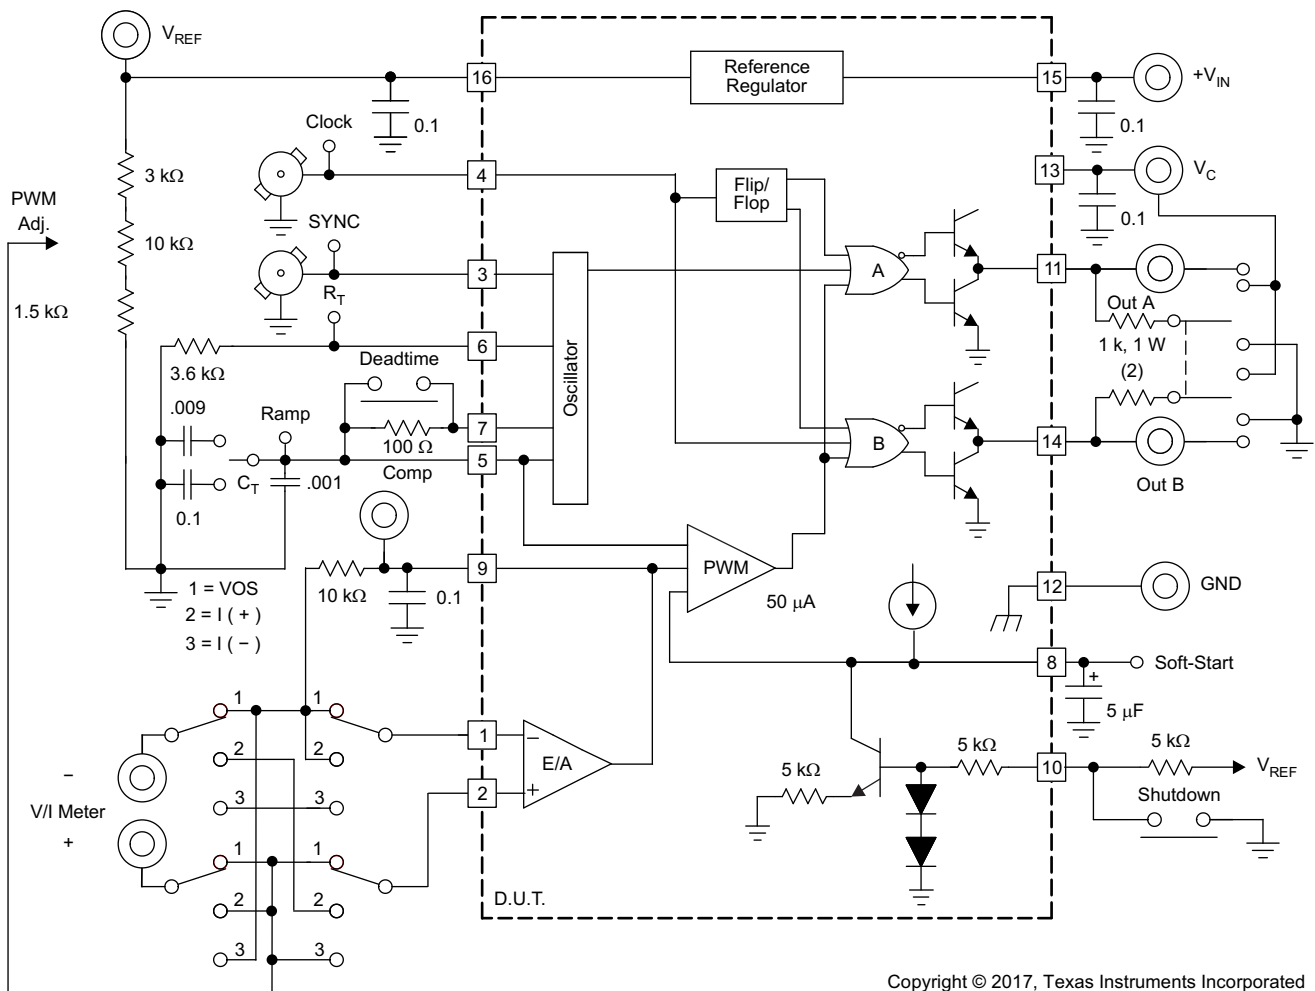 VREF
16
Reference
Regulator
15
+VIN
0.1
0.1
Clock
4
Flip/
Flop
13
VC
0.1
3 kΩ
PWM
Adj.
10 kΩ
SYNC
3
A
11
Out A
1.5 kΩ
RT
6
Oscillator
1 k, 1 W
(2)
3.6 kΩ
Deadtime
.009
Ramp
7
100 Ω
5
B
14
Comp
CT
.001
Out B
0.1
9
PWM
10 kΩ
0.1
50 µA
12
GND
1 = VOS
2 = I ( + )
3 = I ( − )
8
Soft-Start
+
5 µF
1
1
1
−
E/A
2
2
5 kΩ
5 kΩ
10
5 kΩ
VREF
−
2
+
3
3
Shutdown
V/I Meter
+
1
1
2
2
D.U.T.
3
3
Copyright © 2017, Texas Instruments Incorporated